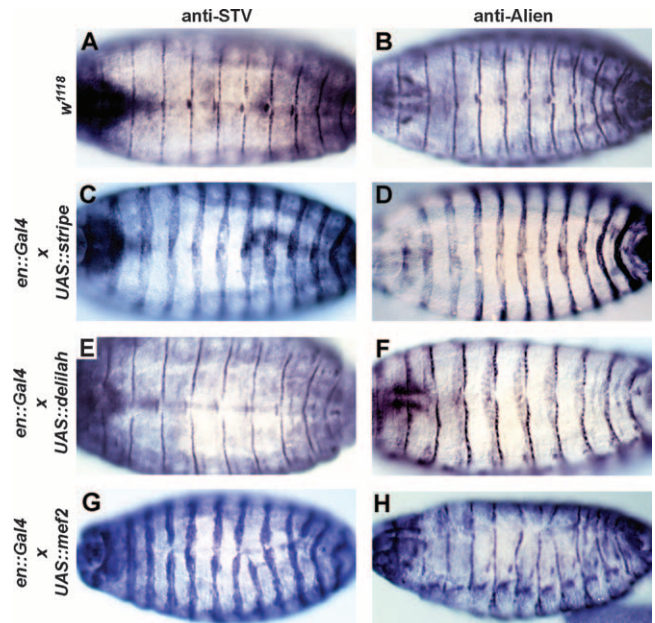 anti-STV anti-Alien
A B
w1118
C D
en::Gal4
x
UAS::stripe
E F
en::Gal4
x
UAS::delilah
G H
en::Gal4
x
UAS::mef2